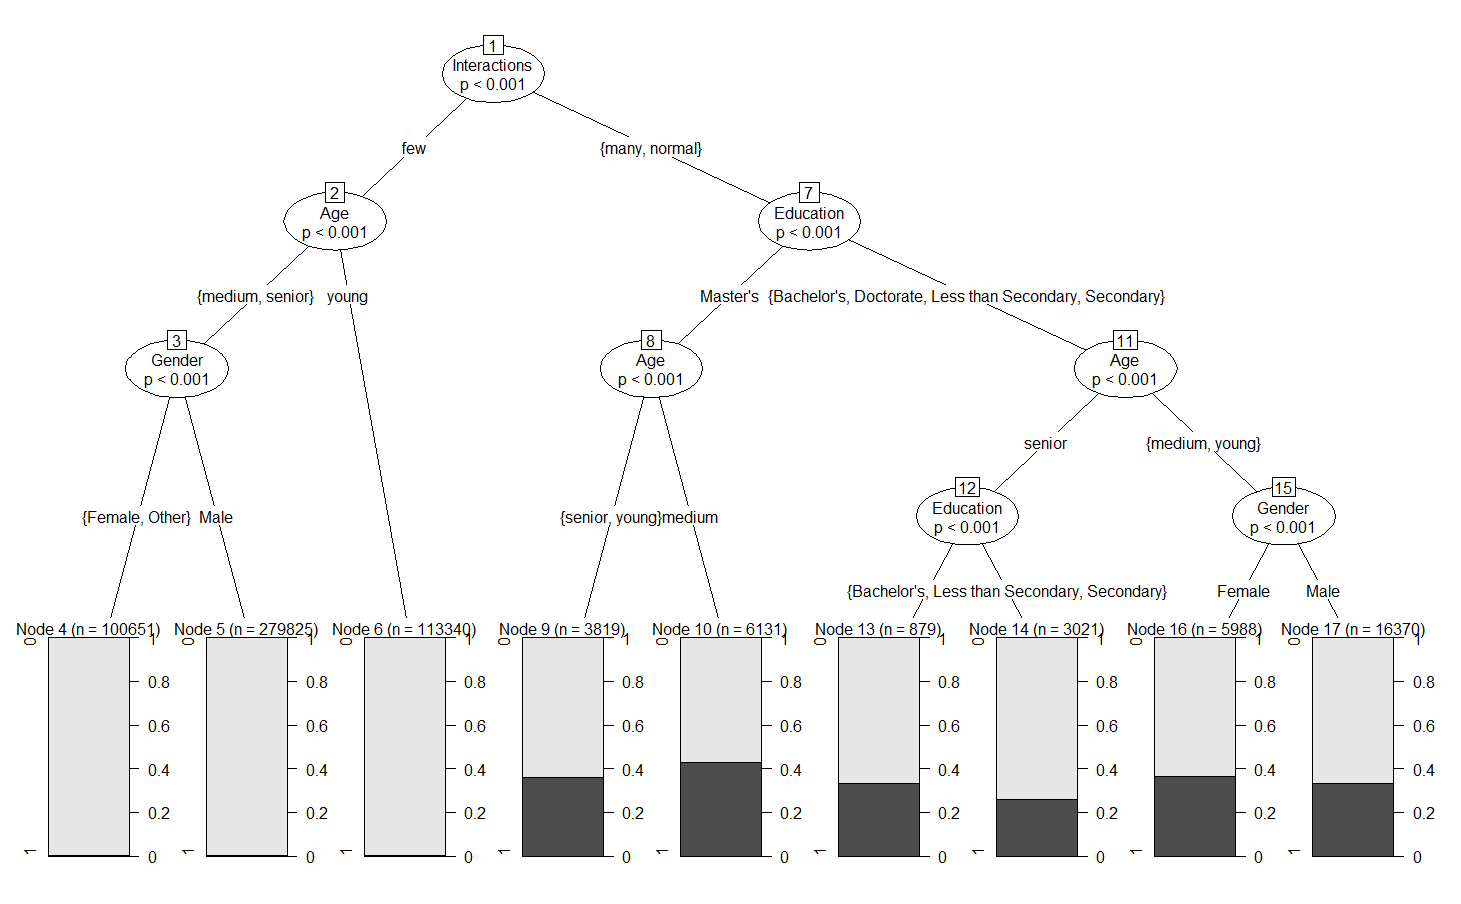 1
Interactions
p < 0.001
few
{many, normal}
2
Age
p < 0.001
7
Education
p < 0.001
{medium, senior}
young
Master's
{Bachelor's, Doctorate, Less than Secondary, Secondary}
3
Gender
p < 0.001
8
Age
p < 0.001
11
Age
p < 0.001
senior
{medium, young}
12
Education
p < 0.001
15
Gender
p < 0.001
{Female, Other}
Male
{senior, young}
medium
{Bachelor's, Less than Secondary, Secondary}
Female
Male
Node 4 (n = 100651)
0
1
0.8
0.6
0.4
0.2
0
1
Node 5 (n = 279825)
0
1
0.8
0.6
0.4
0.2
0
1
Node 6 (n = 113340)
0
1
0.8
0.6
0.4
0.2
0
1
Node 9 (n = 3819)
0
1
0.8
0.6
0.4
0.2
0
1
Node 10 (n = 6131)
0
1
0.8
0.6
0.4
0.2
0
1
Node 13 (n = 879)
0
1
0.8
0.6
0.4
0.2
0
1
Node 14 (n = 3021)
0
1
0.8
0.6
0.4
0.2
0
1
Node 16 (n = 5988)
0
1
0.8
0.6
0.4
0.2
0
1
Node 17 (n = 16370)
0
1
0.8
0.6
0.4
0.2
0
1